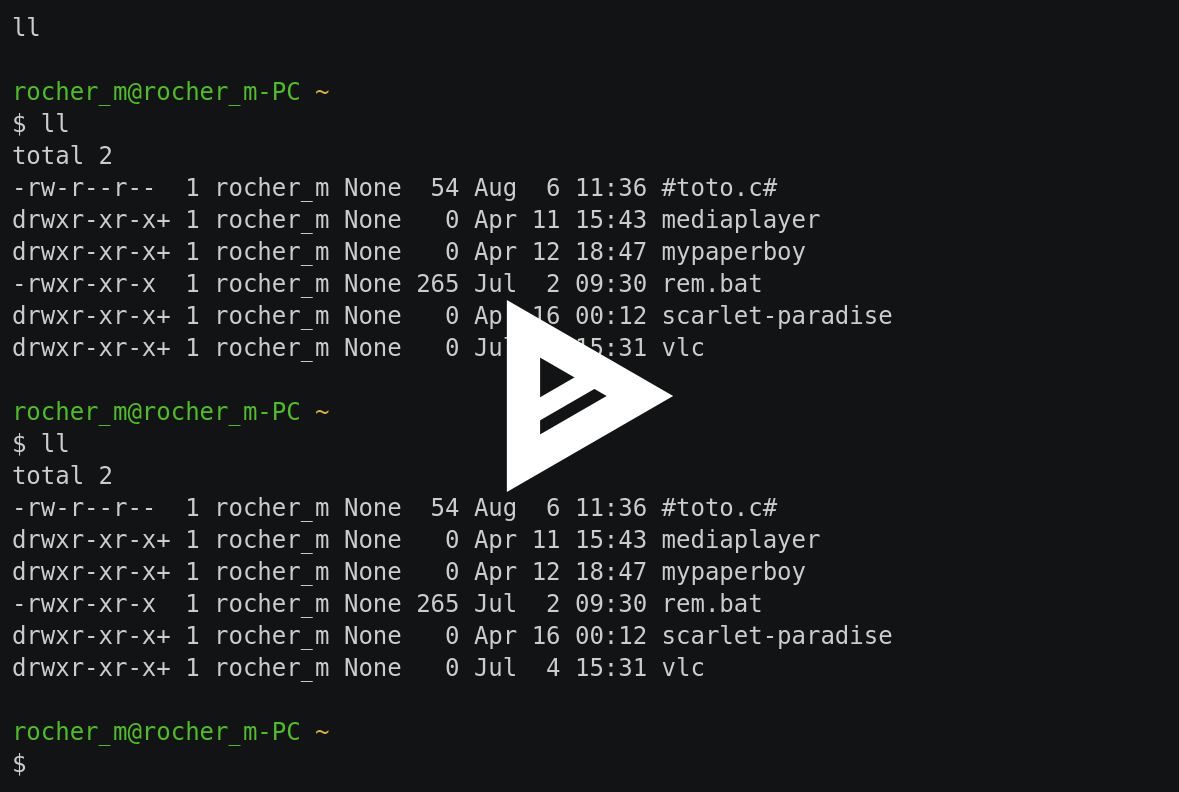 ll
rocher_m@rocher_m-PC ~
$ ll
total 2
-rw-r--r--  1 rocher_m None  54 Aug  6 11:36 #toto.c#
drwxr-xr-x+ 1 rocher_m None   0 Apr 11 15:43 mediaplayer
drwxr-xr-x+ 1 rocher_m None   0 Apr 12 18:47 mypaperboy
-rwxr-xr-x  1 rocher_m None 265 Jul  2 09:30 rem.bat
drwxr-xr-x+ 1 rocher_m None   0 Ap 16 00:12 scarlet-paradise
drwxr-xr-x+ 1 rocher_m None   0 Ju 15:31 vlc
rocher_m@rocher_m-PC ~
$ ll
total 2
-rw-r--r--  1 rocher_m None  54 Aug  6 11:36 #toto.c#
drwxr-xr-x+ 1 rocher_m None   0 Apr 11 15:43 mediaplayer
drwxr-xr-x+ 1 rocher_m None   0 Apr 12 18:47 mypaperboy
-rwxr-xr-x  1 rocher_m None 265 Jul  2 09:30 rem.bat
drwxr-xr-x+ 1 rocher_m None   0 Apr 16 00:12 scarlet-paradise
drwxr-xr-x+ 1 rocher_m None   0 Jul  4 15:31 vlc
rocher_m@rocher_m-PC ~
$